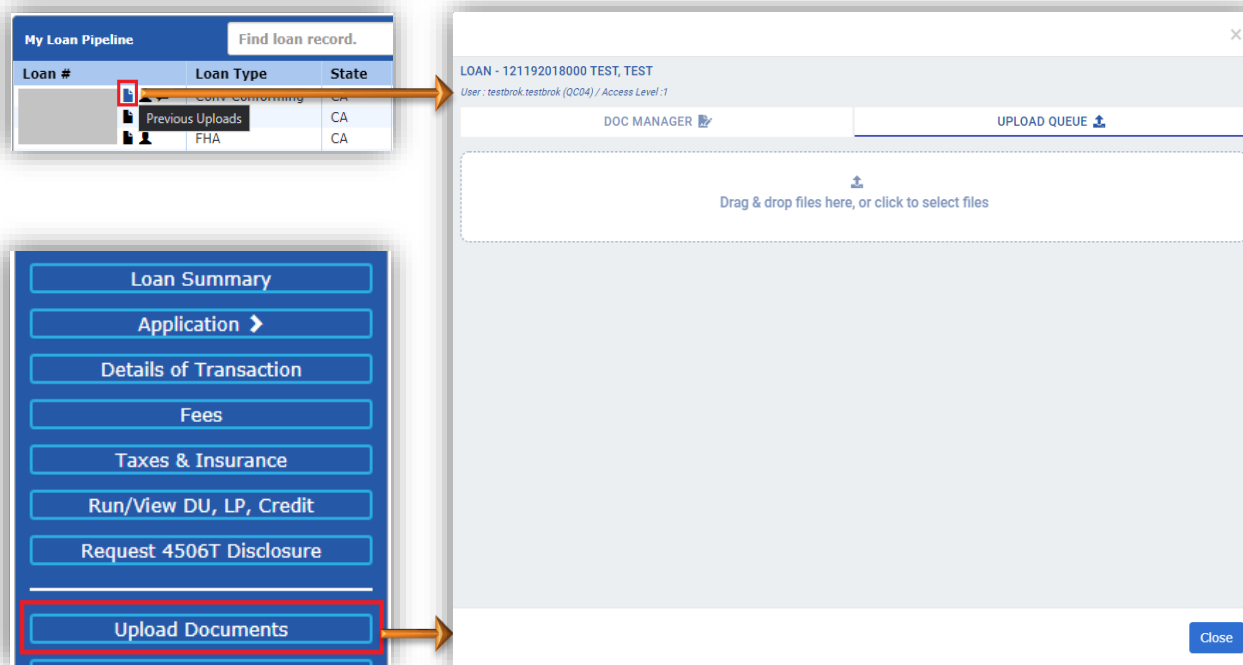 My Loan Pipeline
Find loan record.
Loan # Loan Type State
Conv-Conforming CA
Previous Uploads
CA
FHA CA
×
LOAN - 121192018000 TEST, TEST
User : testbrok.testbrok (QC04) / Access Level :1
DOC MANAGER
UPLOAD QUEUE
Drag & drop files here, or click to select files
Close
Loan Summary
Application
Details of Transaction
Fees
Taxes & Insurance
Run/View DU, LP, Credit
Request 4506T Disclosure
Upload Documents